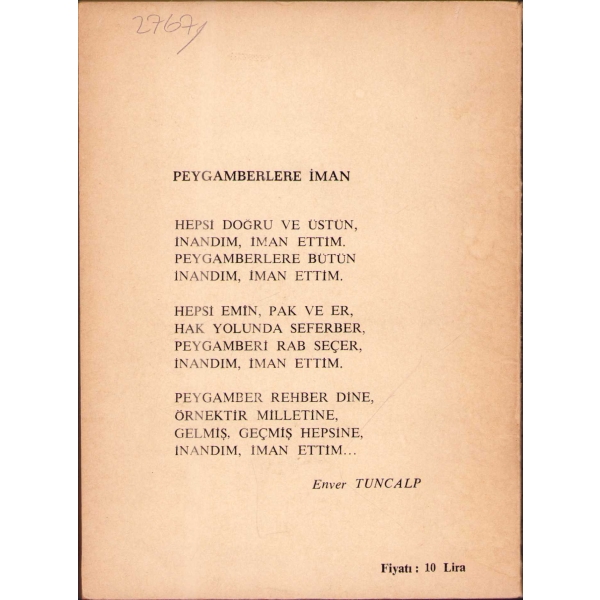 2767
PEYGAMBERLERE İMAN
HEPSİ DOĞRU VE ÜSTÜN,
İNANDIM, İMAN ETTİM.
PEYGAMBERLERE BÜTÜN
İNANDIM, İMAN ETTİM.
HEPSİ EMİN, PAK VE ER,
HAK YOLUNDA SEFERBER,
PEYGAMBERİ RAB SEÇER,
İNANDIM, İMAN ETTİM.
PEYGAMBER REHBER DİNE,
ÖRNEKTİR MİLLETİNE,
GELMİŞ, GEÇMİŞ HEPSİNE,
İNANDIM, İMAN ETTİM...
Enver TUNCALP
Fiyatı : 10 Lira